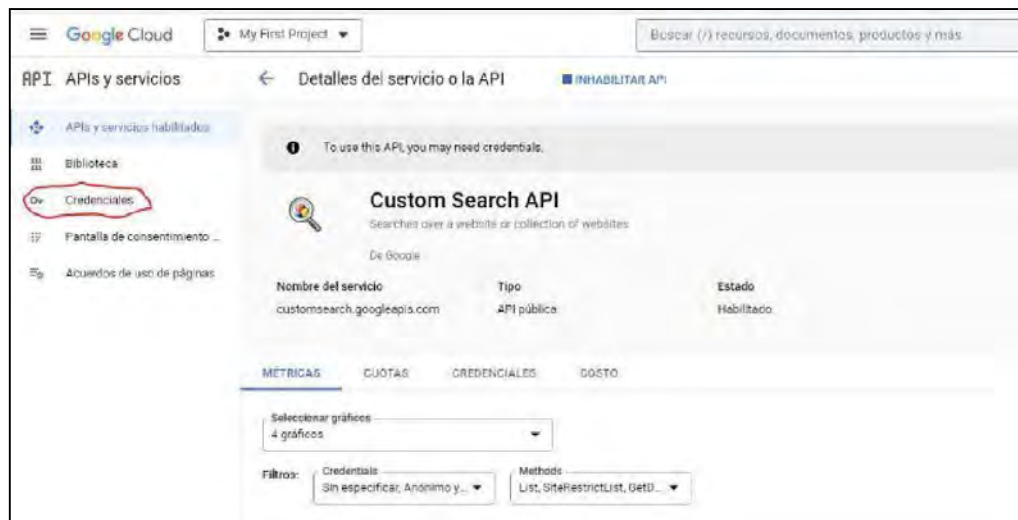 Google Cloud
My First Project
Buscar (/) recursos, documentos, productos y más
API APIs y servicios
Detalles del servicio o la API
INHABILITAR API
APIs y servicios habilitados
Biblioteca
Credenciales
Pantalla de consentimiento ...
Acuerdos de uso de páginas
To use this API, you may need credentials.
Custom Search API
Searches over a website or collection of websites
De Google
Nombre del servicio Tipo Estado
customsearch.googleapis.com API pública Habilitado
MÉTRICAS CUOTAS CREDENCIALES COSTO
Seleccionar gráficos
4 gráficos
Filtros:
Credentials
Sin especificar, Anónimo y...
Methods
List, SiteRestrictList, GetD...